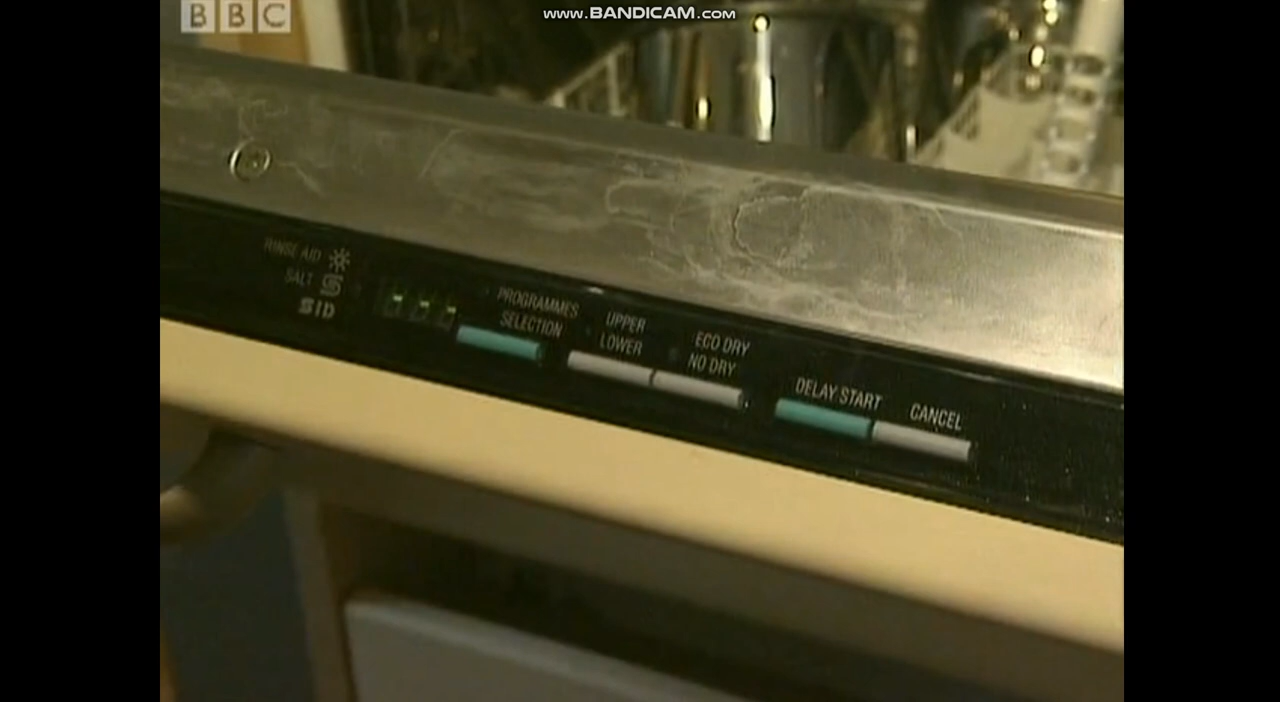 BBC
www.BANDICAM.com
RINSE AID
SALT
SID
PROGRAMMES
SELECTION
UPPER
LOWER
ECO DRY
NO DRY
DELAY START
CANCEL